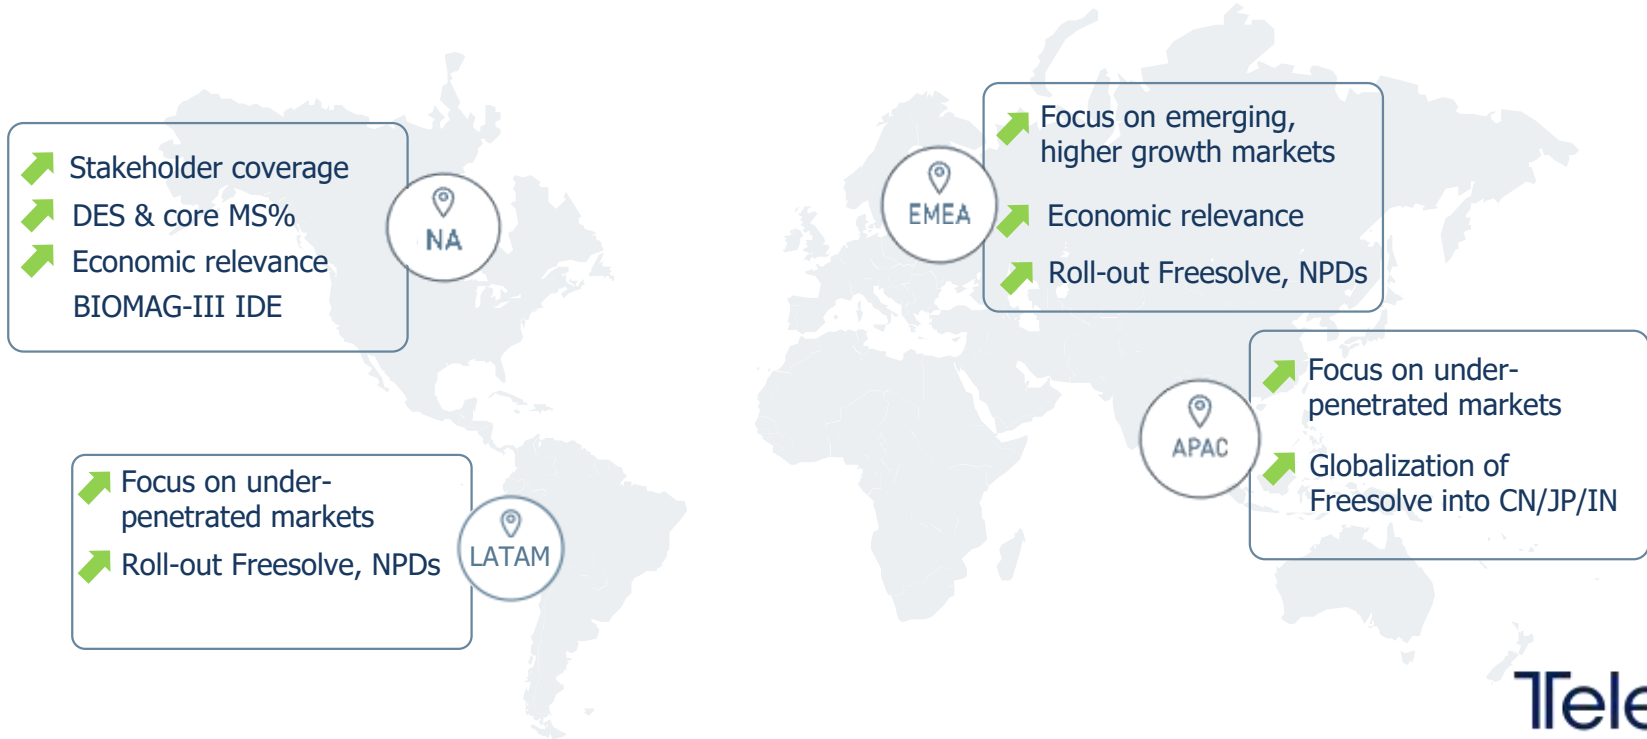 Stakeholder coverage
DES & core MS%
Economic relevance
BIOMAG-III IDE
NA
Focus on emerging,
higher growth markets
Economic relevance
Roll-out Freesolve, NPDs
EMEA
Focus on under-
penetrated markets
Globalization of
Freesolve into CN/JP/IN
APAC
Focus on under-
penetrated markets
Roll-out Freesolve, NPDs
LATAM
Tele